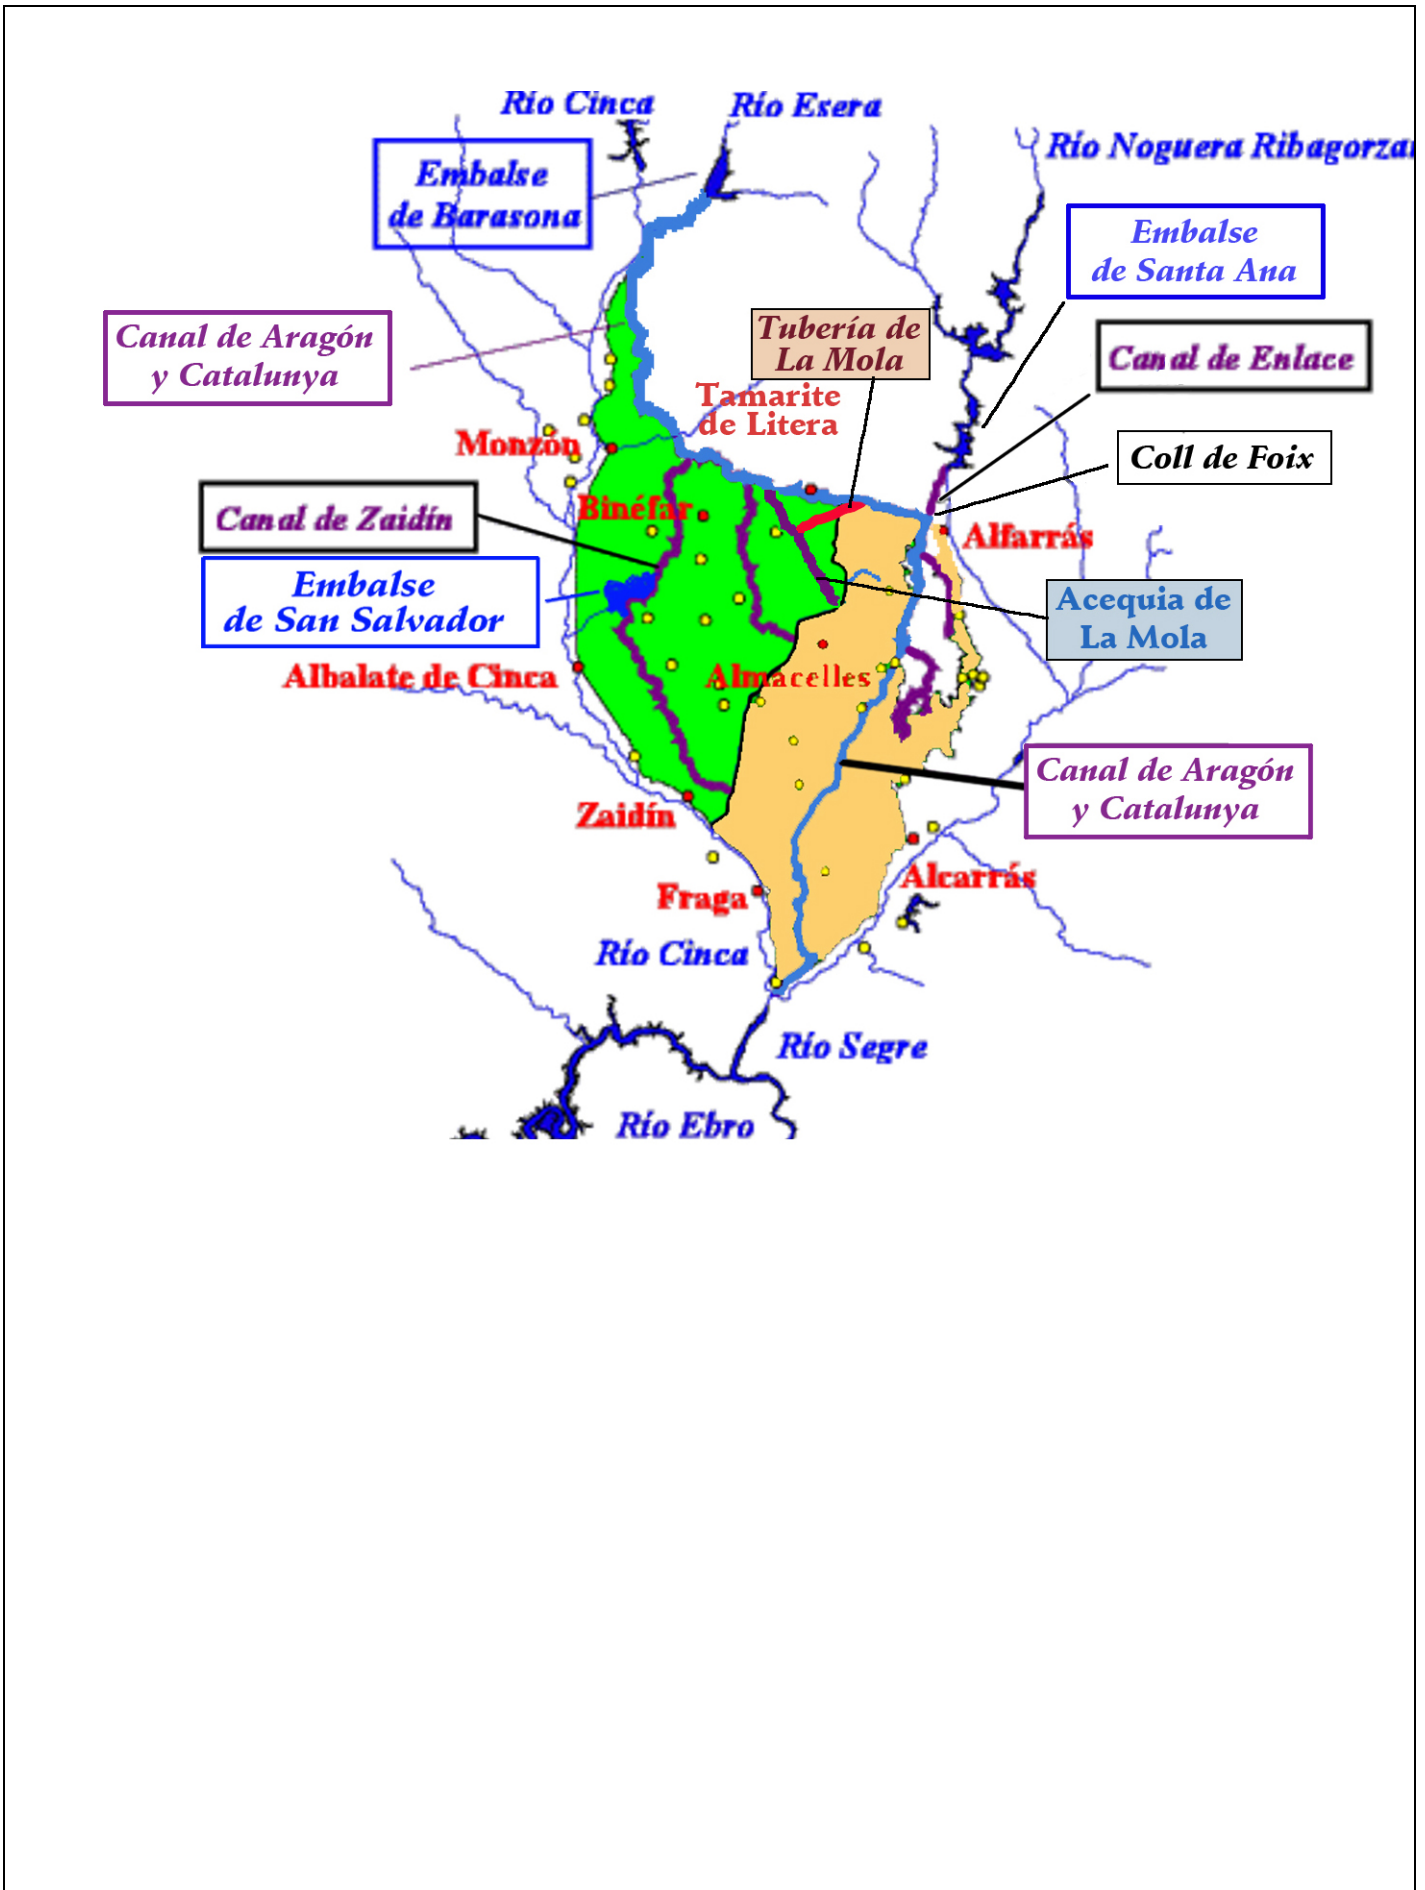 Río Cinca
Río Esera
Río Noguera Ribagorza
Embalse
de Barasona
Embalse
de Santa Ana
Canal de Aragón
y Catalunya
Tubería de
La Mola
Canal de Enlace
Tamarite
de Litera
Monzón
Coll de Foix
Canal de Zaidín
Binéfar
Alfarrás
Embalse
de San Salvador
Acequia de
La Mola
Albalate de Cinca
Almacelles
Canal de Aragón
y Catalunya
Zaidín
Alcarrás
Fraga
Río Cinca
Río Segre
Río Ebro